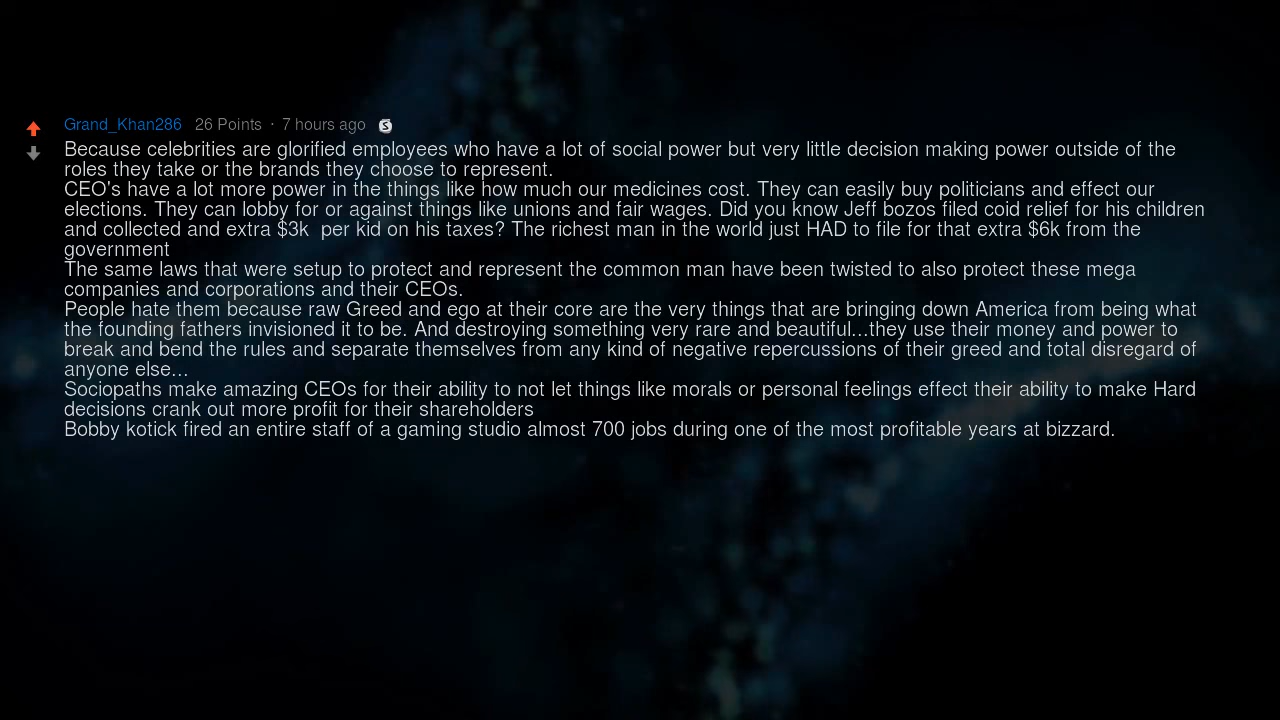 Grand_Khan286 26 Points · 7 hours ago
Because celebrities are glorified employees who have a lot of social power but very little decision making power outside of the
roles they take or the brands they choose to represent.
CEO's have a lot more power in the things like how much our medicines cost. They can easily buy politicians and effect our
elections. They can lobby for or against things like unions and fair wages. Did you know Jeff bozos filed coid relief for his children
and collected and extra $3k  per kid on his taxes? The richest man in the world just HAD to file for that extra $6k from the
government
The same laws that were setup to protect and represent the common man have been twisted to also protect these mega
companies and corporations and their CEOs.
People hate them because raw Greed and ego at their core are the very things that are bringing down America from being what
the founding fathers invisioned it to be. And destroying something very rare and beautiful...they use their money and power to
break and bend the rules and separate themselves from any kind of negative repercussions of their greed and total disregard of
anyone else...
Sociopaths make amazing CEOs for their ability to not let things like morals or personal feelings effect their ability to make Hard
decisions crank out more profit for their shareholders
Bobby kotick fired an entire staff of a gaming studio almost 700 jobs during one of the most profitable years at bizzard.